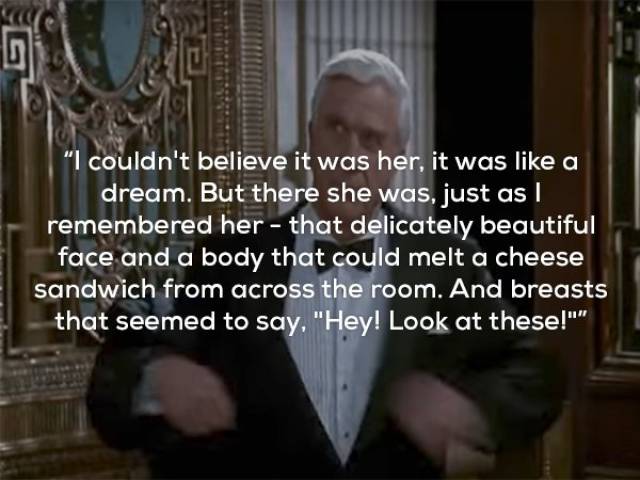 “I couldn't believe it was her, it was like a
dream. But there she was, just as I
remembered her - that delicately beautiful
face and a body that could melt a cheese
sandwich from across the room. And breasts
that seemed to say, "Hey! Look at these!"”